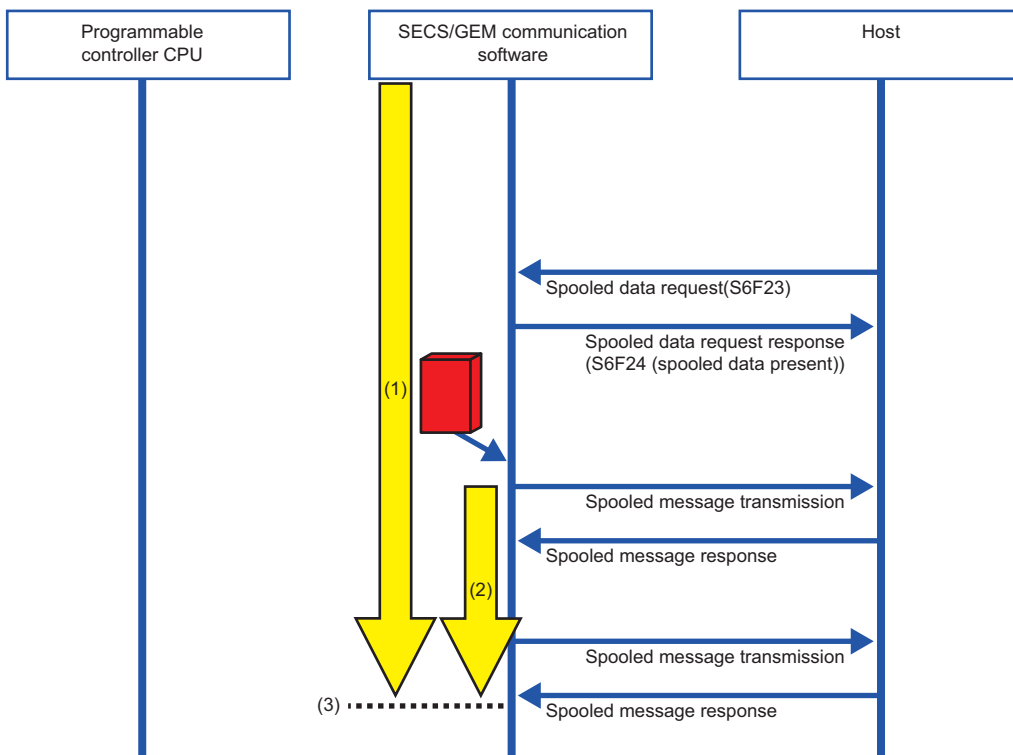 Programmable
controller CPU
SECS/GEM communication
software
Host
Spooled data request(S6F23)
Spooled data request response
(S6F24 (spooled data present))
(1)
Spooled message transmission
Spooled message response
(2)
Spooled message transmission
(3)
Spooled message response